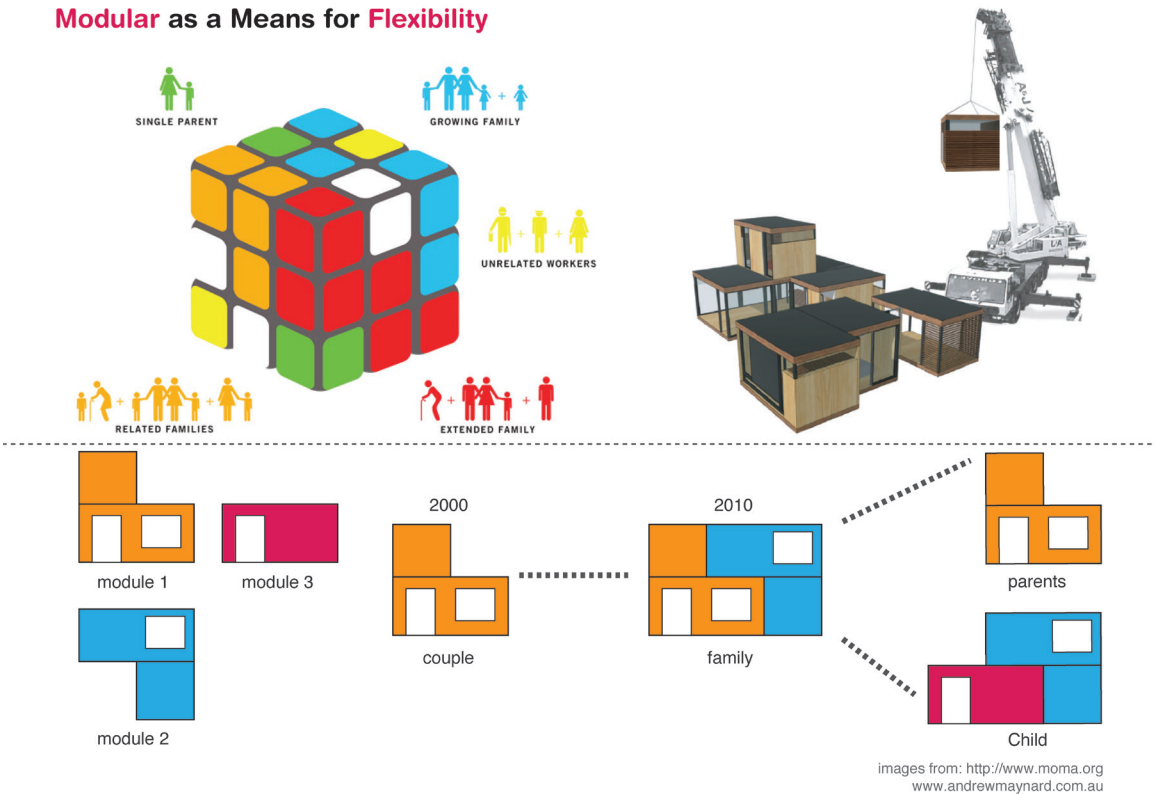 Modular as a Means for Flexibility
SINGLE PARENT
GROWING FAMILY
UNRELATED WORKERS
RELATED FAMILIES
EXTENDED FAMILY
module 1
module 3
module 2
2000
couple
2010
family
parents
Child
images from: http://www.moma.org
www.andrewmaynard.com.au